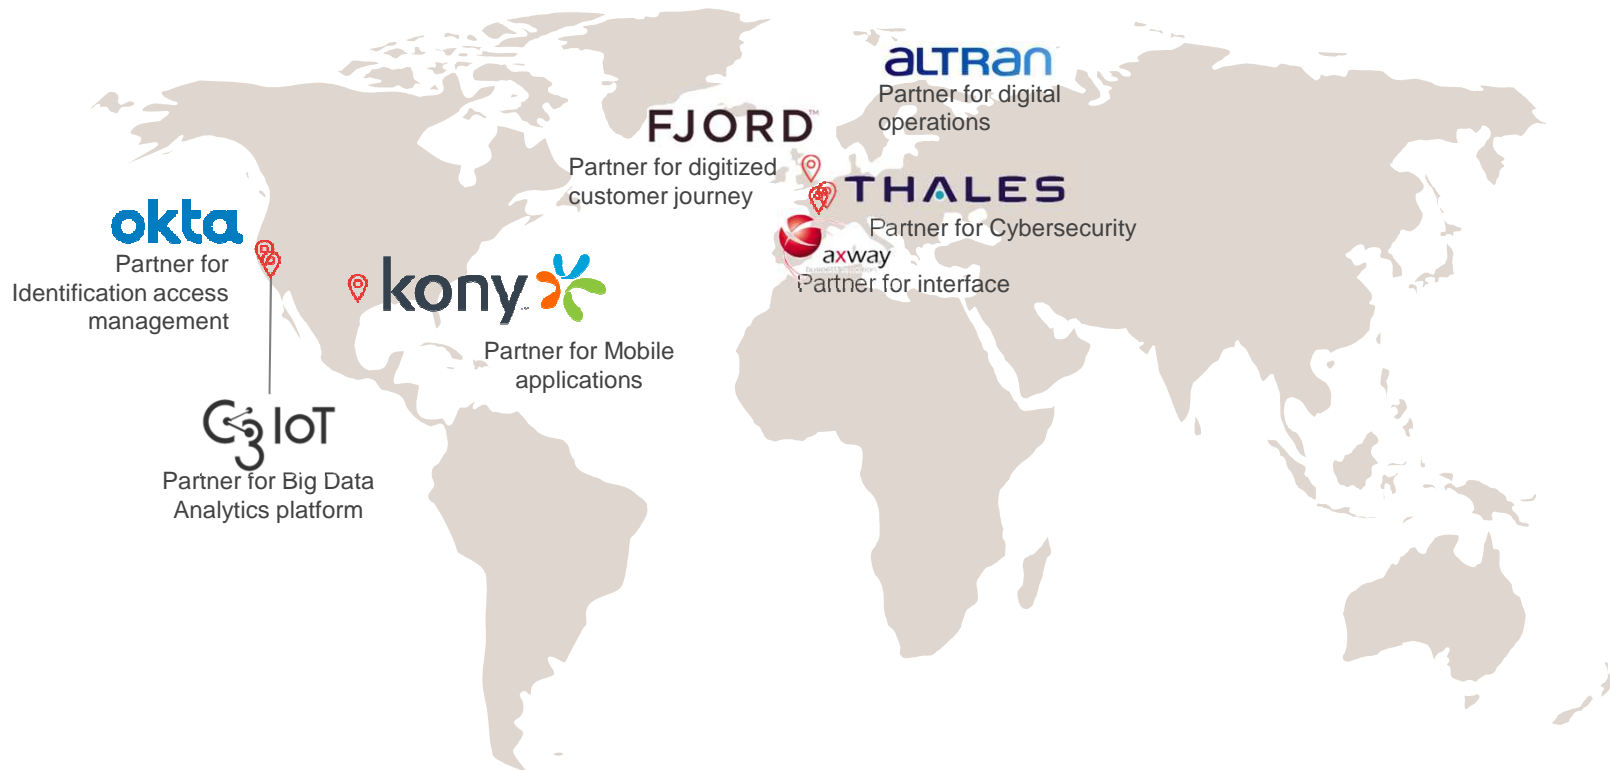 aLTRan
Partner for digital
operations
FJORD™
Partner for digitized
customer journey
THALES
Partner for Cybersecurity
axway
Partner for interface
okta
Partner for
Identification access
management
kony
Partner for Mobile
applications
C3 IoT
Partner for Big Data
Analytics platform